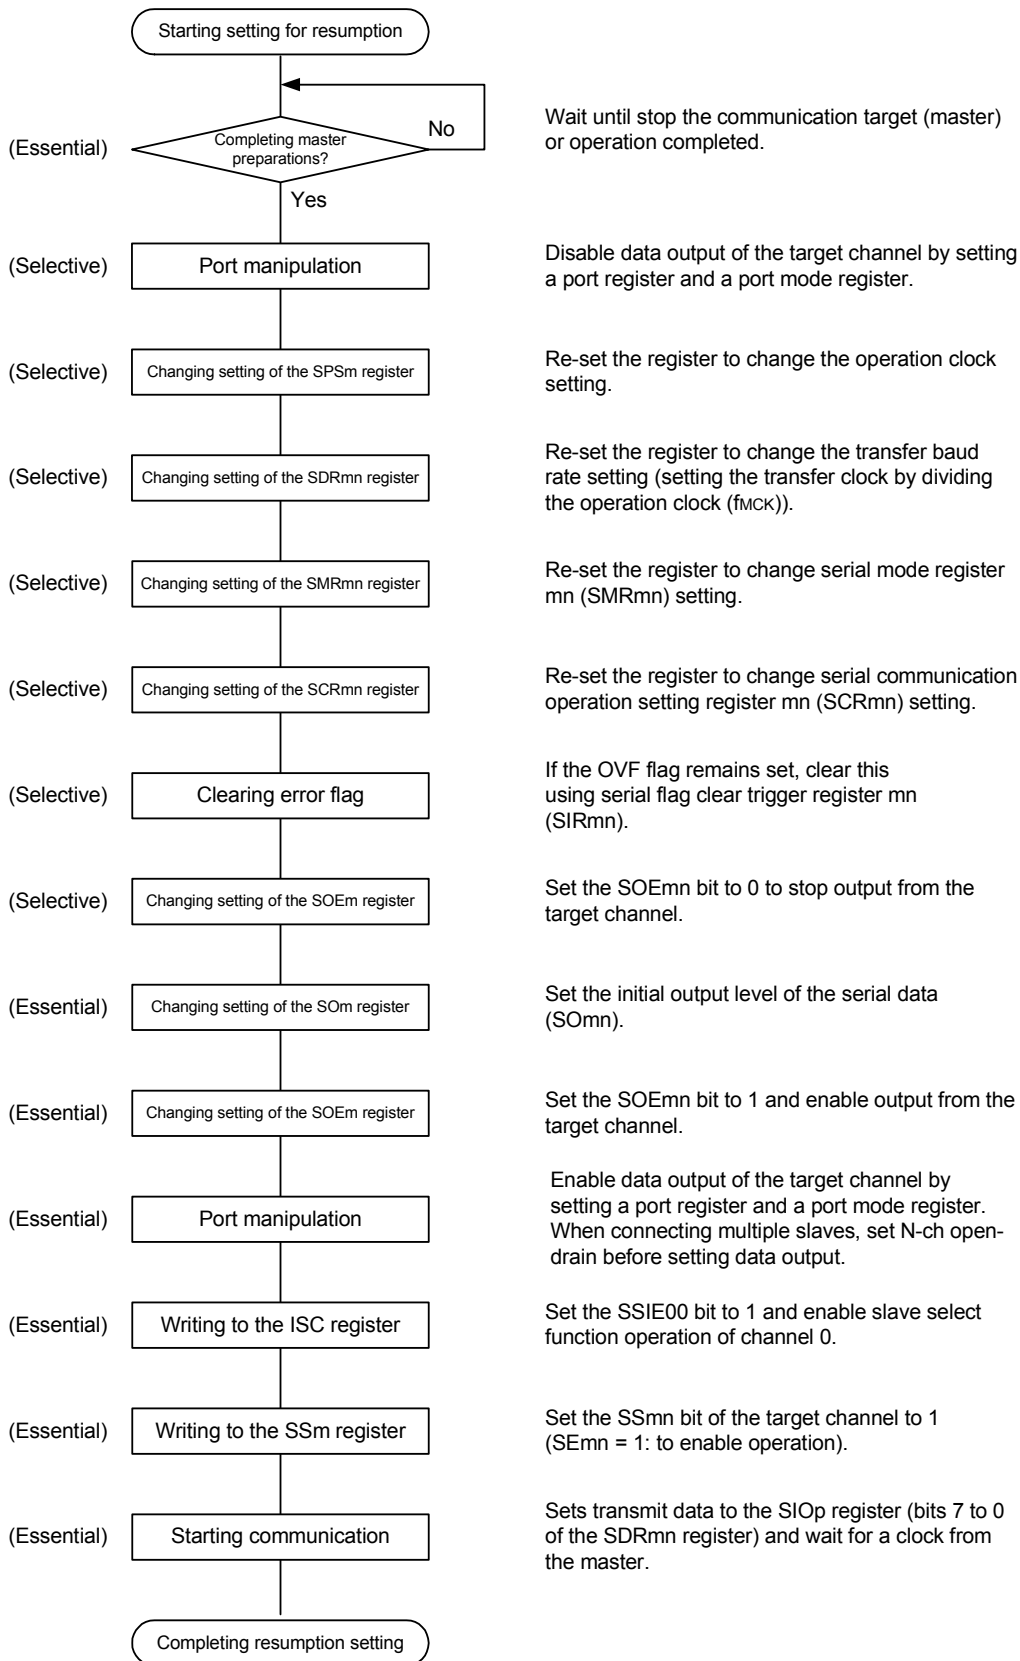 Starting setting for resumption
(Essential)
Completing master
preparations?
No
Yes
Wait until stop the communication target (master)
or operation completed.
(Selective)
Port manipulation
Disable data output of the target channel by setting
a port register and a port mode register.
(Selective)
Changing setting of the SPSm register
Re-set the register to change the operation clock
setting.
(Selective)
Changing setting of the SDRmn register
Re-set the register to change the transfer baud
rate setting (setting the transfer clock by dividing
the operation clock (fMCK)).
(Selective)
Changing setting of the SMRmn register
Re-set the register to change serial mode register
mn (SMRmn) setting.
(Selective)
Changing setting of the SCRmn register
Re-set the register to change serial communication
operation setting register mn (SCRmn) setting.
(Selective)
Clearing error flag
If the OVF flag remains set, clear this
using serial flag clear trigger register mn
(SIRmn).
(Selective)
Changing setting of the SOEm register
Set the SOEmn bit to 0 to stop output from the
target channel.
(Essential)
Changing setting of the SOm register
Set the initial output level of the serial data
(SOmn).
(Essential)
Changing setting of the SOEm register
Set the SOEmn bit to 1 and enable output from the
target channel.
(Essential)
Port manipulation
Enable data output of the target channel by
setting a port register and a port mode register.
When connecting multiple slaves, set N-ch open-
drain before setting data output.
(Essential)
Writing to the ISC register
Set the SSIE00 bit to 1 and enable slave select
function operation of channel 0.
(Essential)
Writing to the SSm register
Set the SSmn bit of the target channel to 1
(SEmn = 1: to enable operation).
(Essential)
Starting communication
Sets transmit data to the SIOp register (bits 7 to 0
of the SDRmn register) and wait for a clock from
the master.
Completing resumption setting